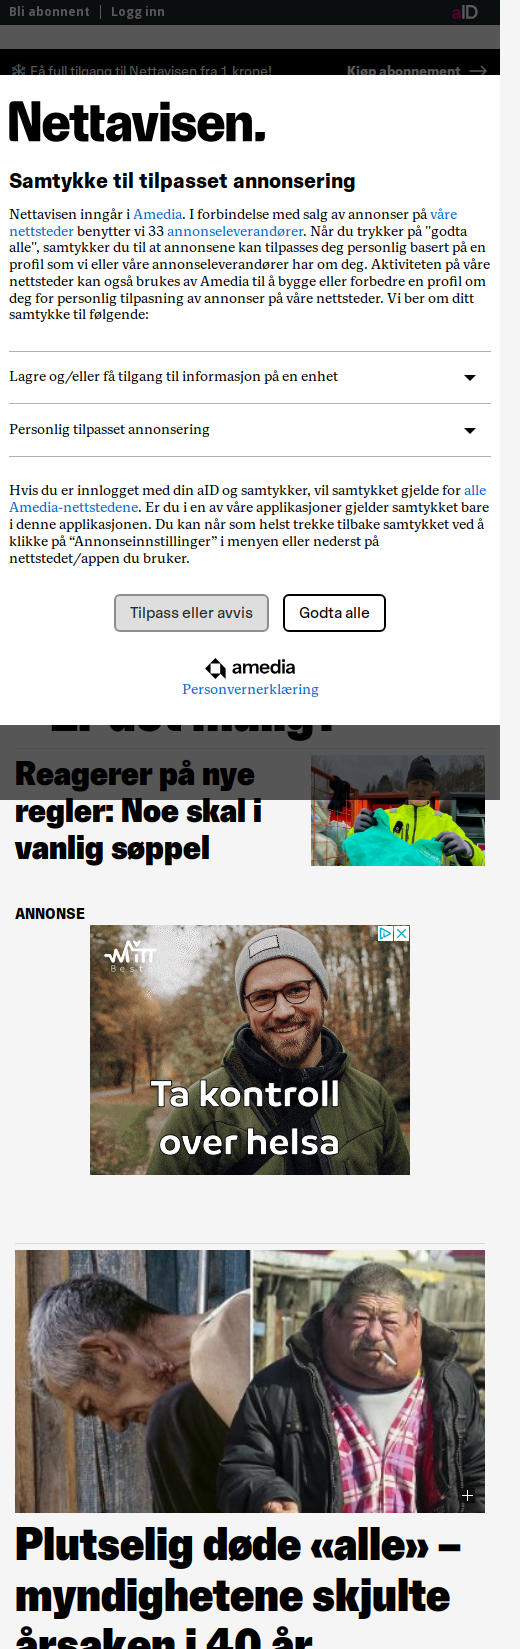 Bli abonnent | Logg inn
aID
Få full tilgang til Nettavisen fra 1 krone!
Kjøp abonnement
Nettavisen.
Samtykke til tilpasset annonsering
Nettavisen inngår i Amedia. I forbindelse med salg av annonser på våre
nettsteder benytter vi 33 annonseleverandører. Når du trykker på "godta
alle", samtykker du til at annonsene kan tilpasses deg personlig basert på en
profil som vi eller våre annonseleverandører har om deg. Aktiviteten på våre
nettsteder kan også brukes av Amedia til å bygge eller forbedre en profil om
deg for personlig tilpasning av annonser på våre nettsteder. Vi ber om ditt
samtykke til følgende:
Lagre og/eller få tilgang til informasjon på en enhet
Personlig tilpasset annonsering
Hvis du er innlogget med din aID og samtykker, vil samtykket gjelde for alle
Amedia-nettstedene. Er du i en av våre applikasjoner gjelder samtykket bare
i denne applikasjonen. Du kan når som helst trekke tilbake samtykket ved å
klikke på “Annonseinnstillinger” i menyen eller nederst på
nettstedet/appen du bruker.
Tilpass eller avvis
Godta alle
amedia
Personvernerklæring
Reagerer på nye
regler: Noe skal i
vanlig søppel
ANNONSE
MITT
Ta kontroll
over helsa
Plutselig døde «alle» –
myndighetene skjulte
årsaken i 40 år